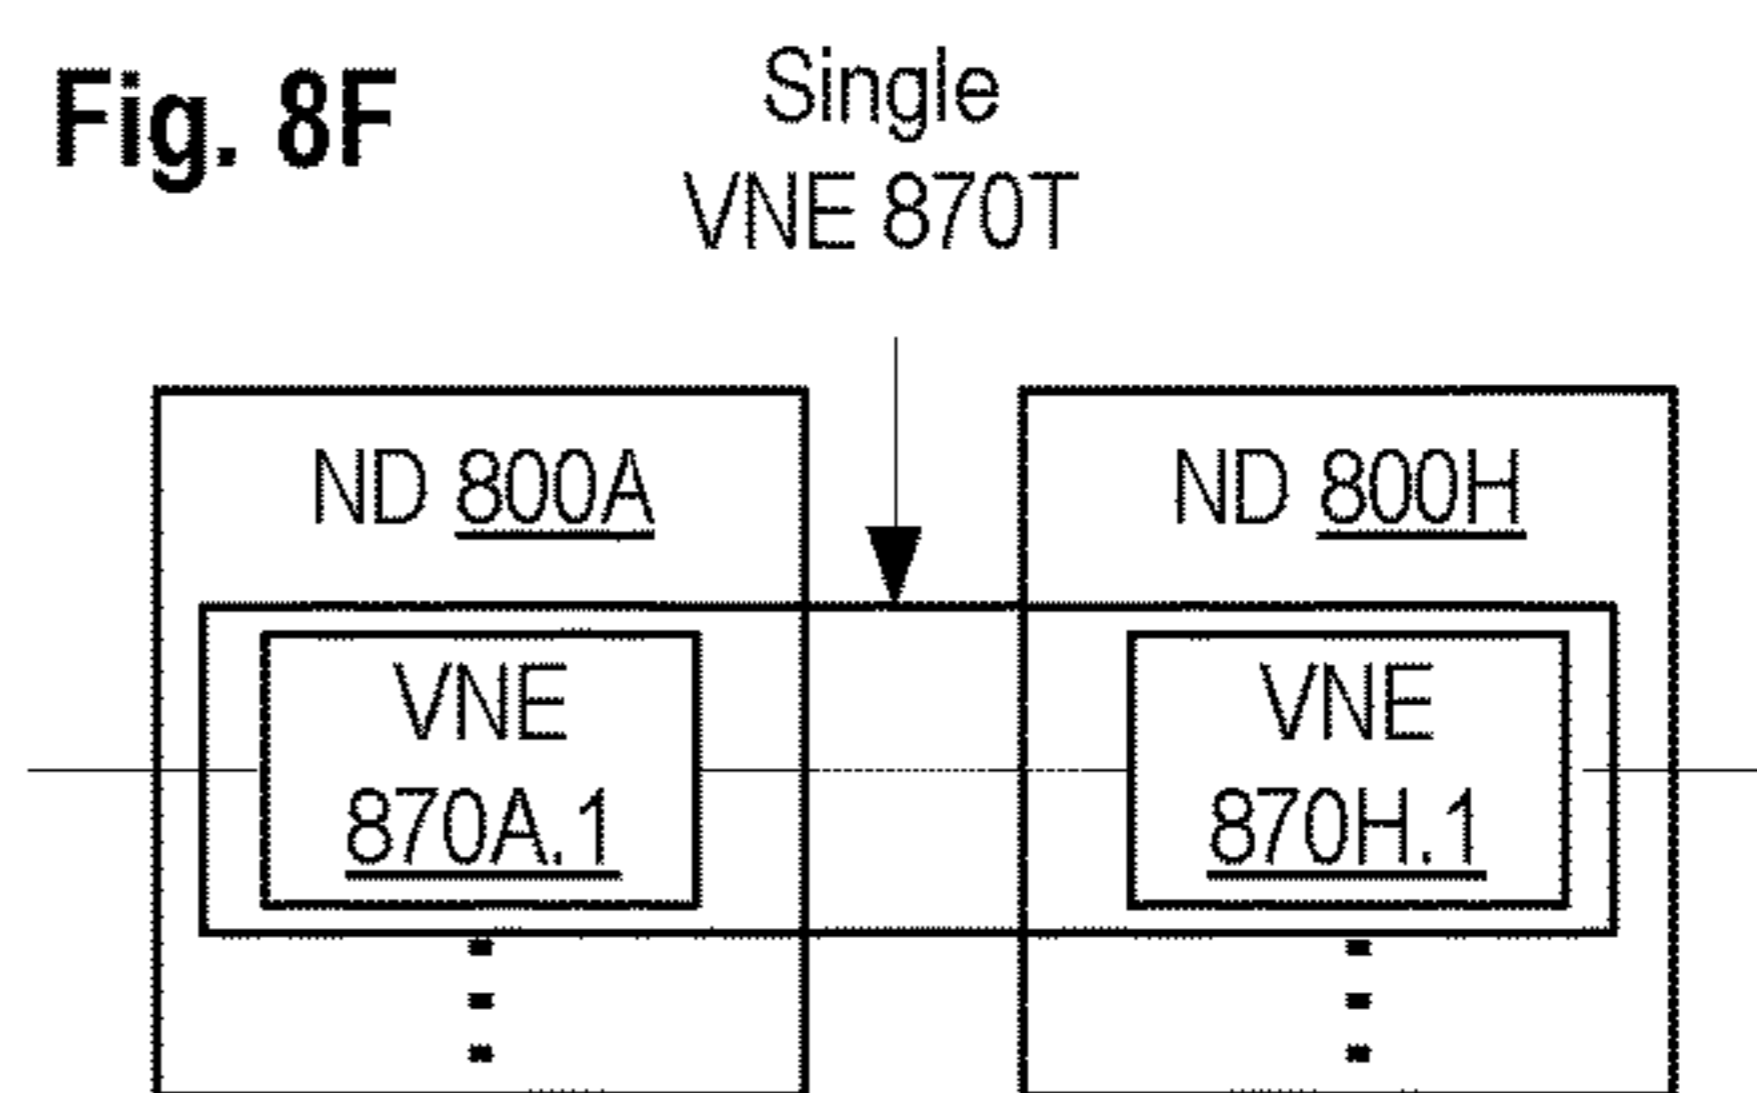 Fig. 8F
Single
VNE 870T
ND 800A
ND 800H
VNE
870A.1
VNE
870H.1